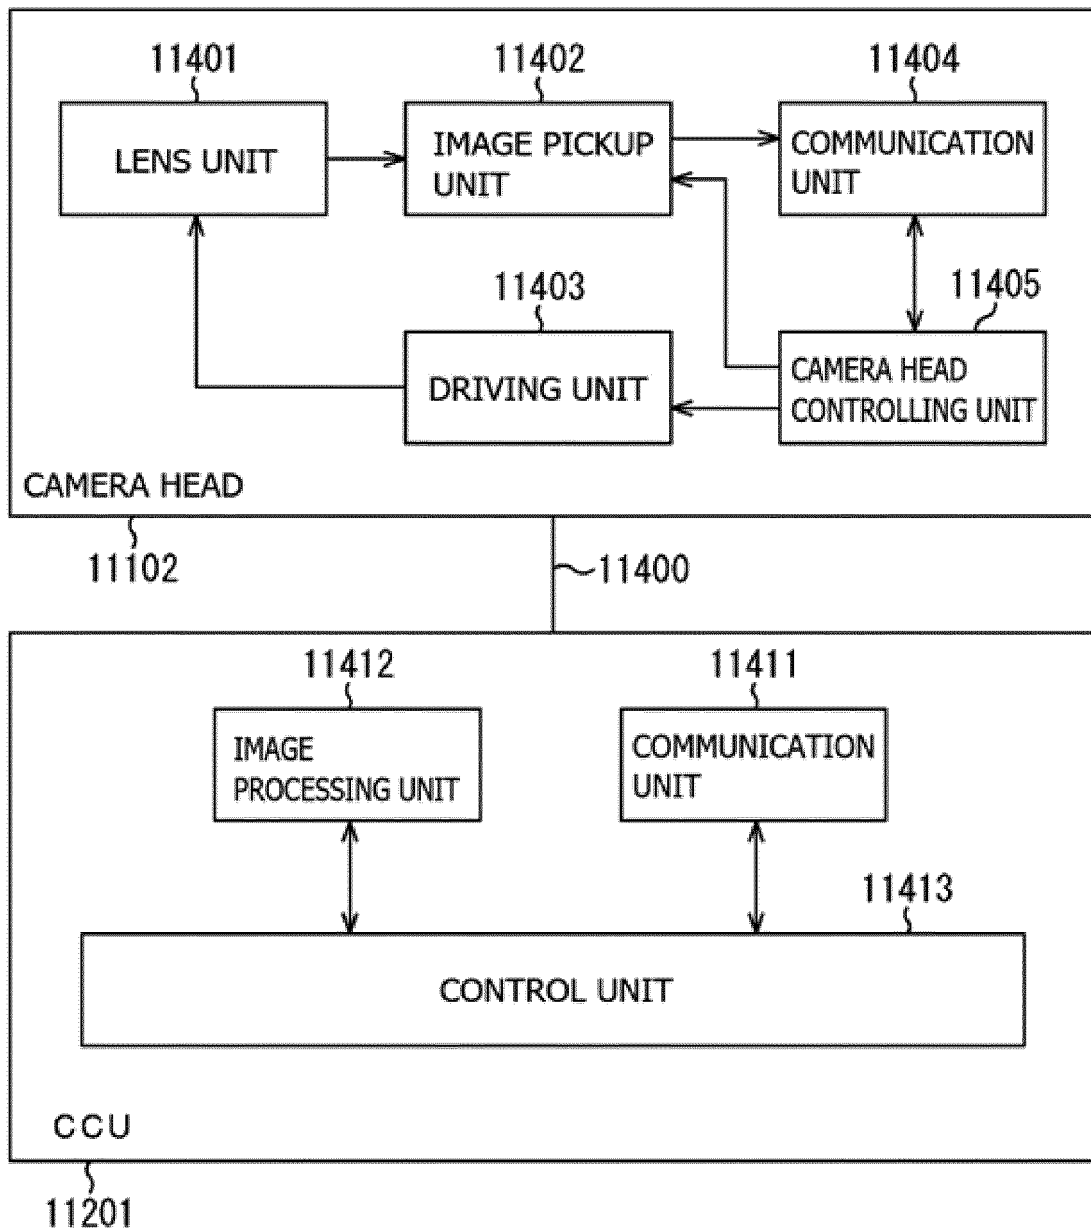 11401
11402
11404
LENS UNIT
IMAGE PICKUP
UNIT
COMMUNICATION
UNIT
11403
11405
DRIVING UNIT
CAMERA HEAD
CONTROLLING UNIT
CAMERA HEAD
11102
11400
11412
11411
IMAGE
PROCESSING UNIT
COMMUNICATION
UNIT
11413
CONTROL UNIT
CCU
11201